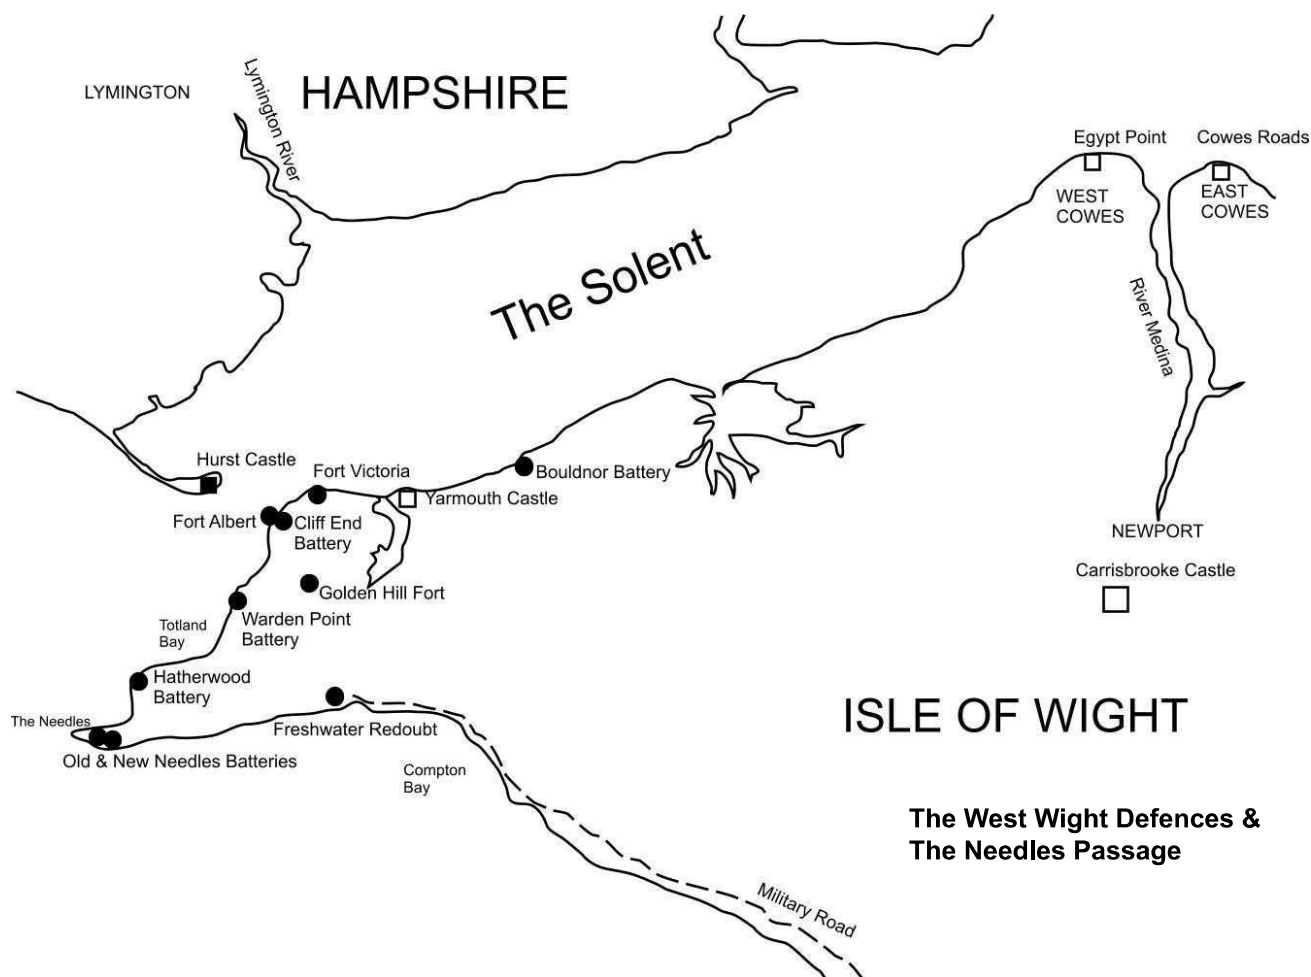 LYMINGTON
Lymington River
HAMPSHIRE
Egypt Point
Cowes Roads
WEST
COWES
EAST
COWES
The Solent
River Medina
Hurst Castle
Fort Victoria
Bouldnor Battery
Yarmouth Castle
Fort Albert
Cliff End
Battery
NEWPORT
Carrisbrooke Castle
Golden Hill Fort
Warden Point
Battery
Totland
Bay
Hatherwood
Battery
The Needles
Freshwater Redoubt
ISLE OF WIGHT
Old & New Needles Batteries
Compton
Bay
The West Wight Defences &
The Needles Passage
Military Road